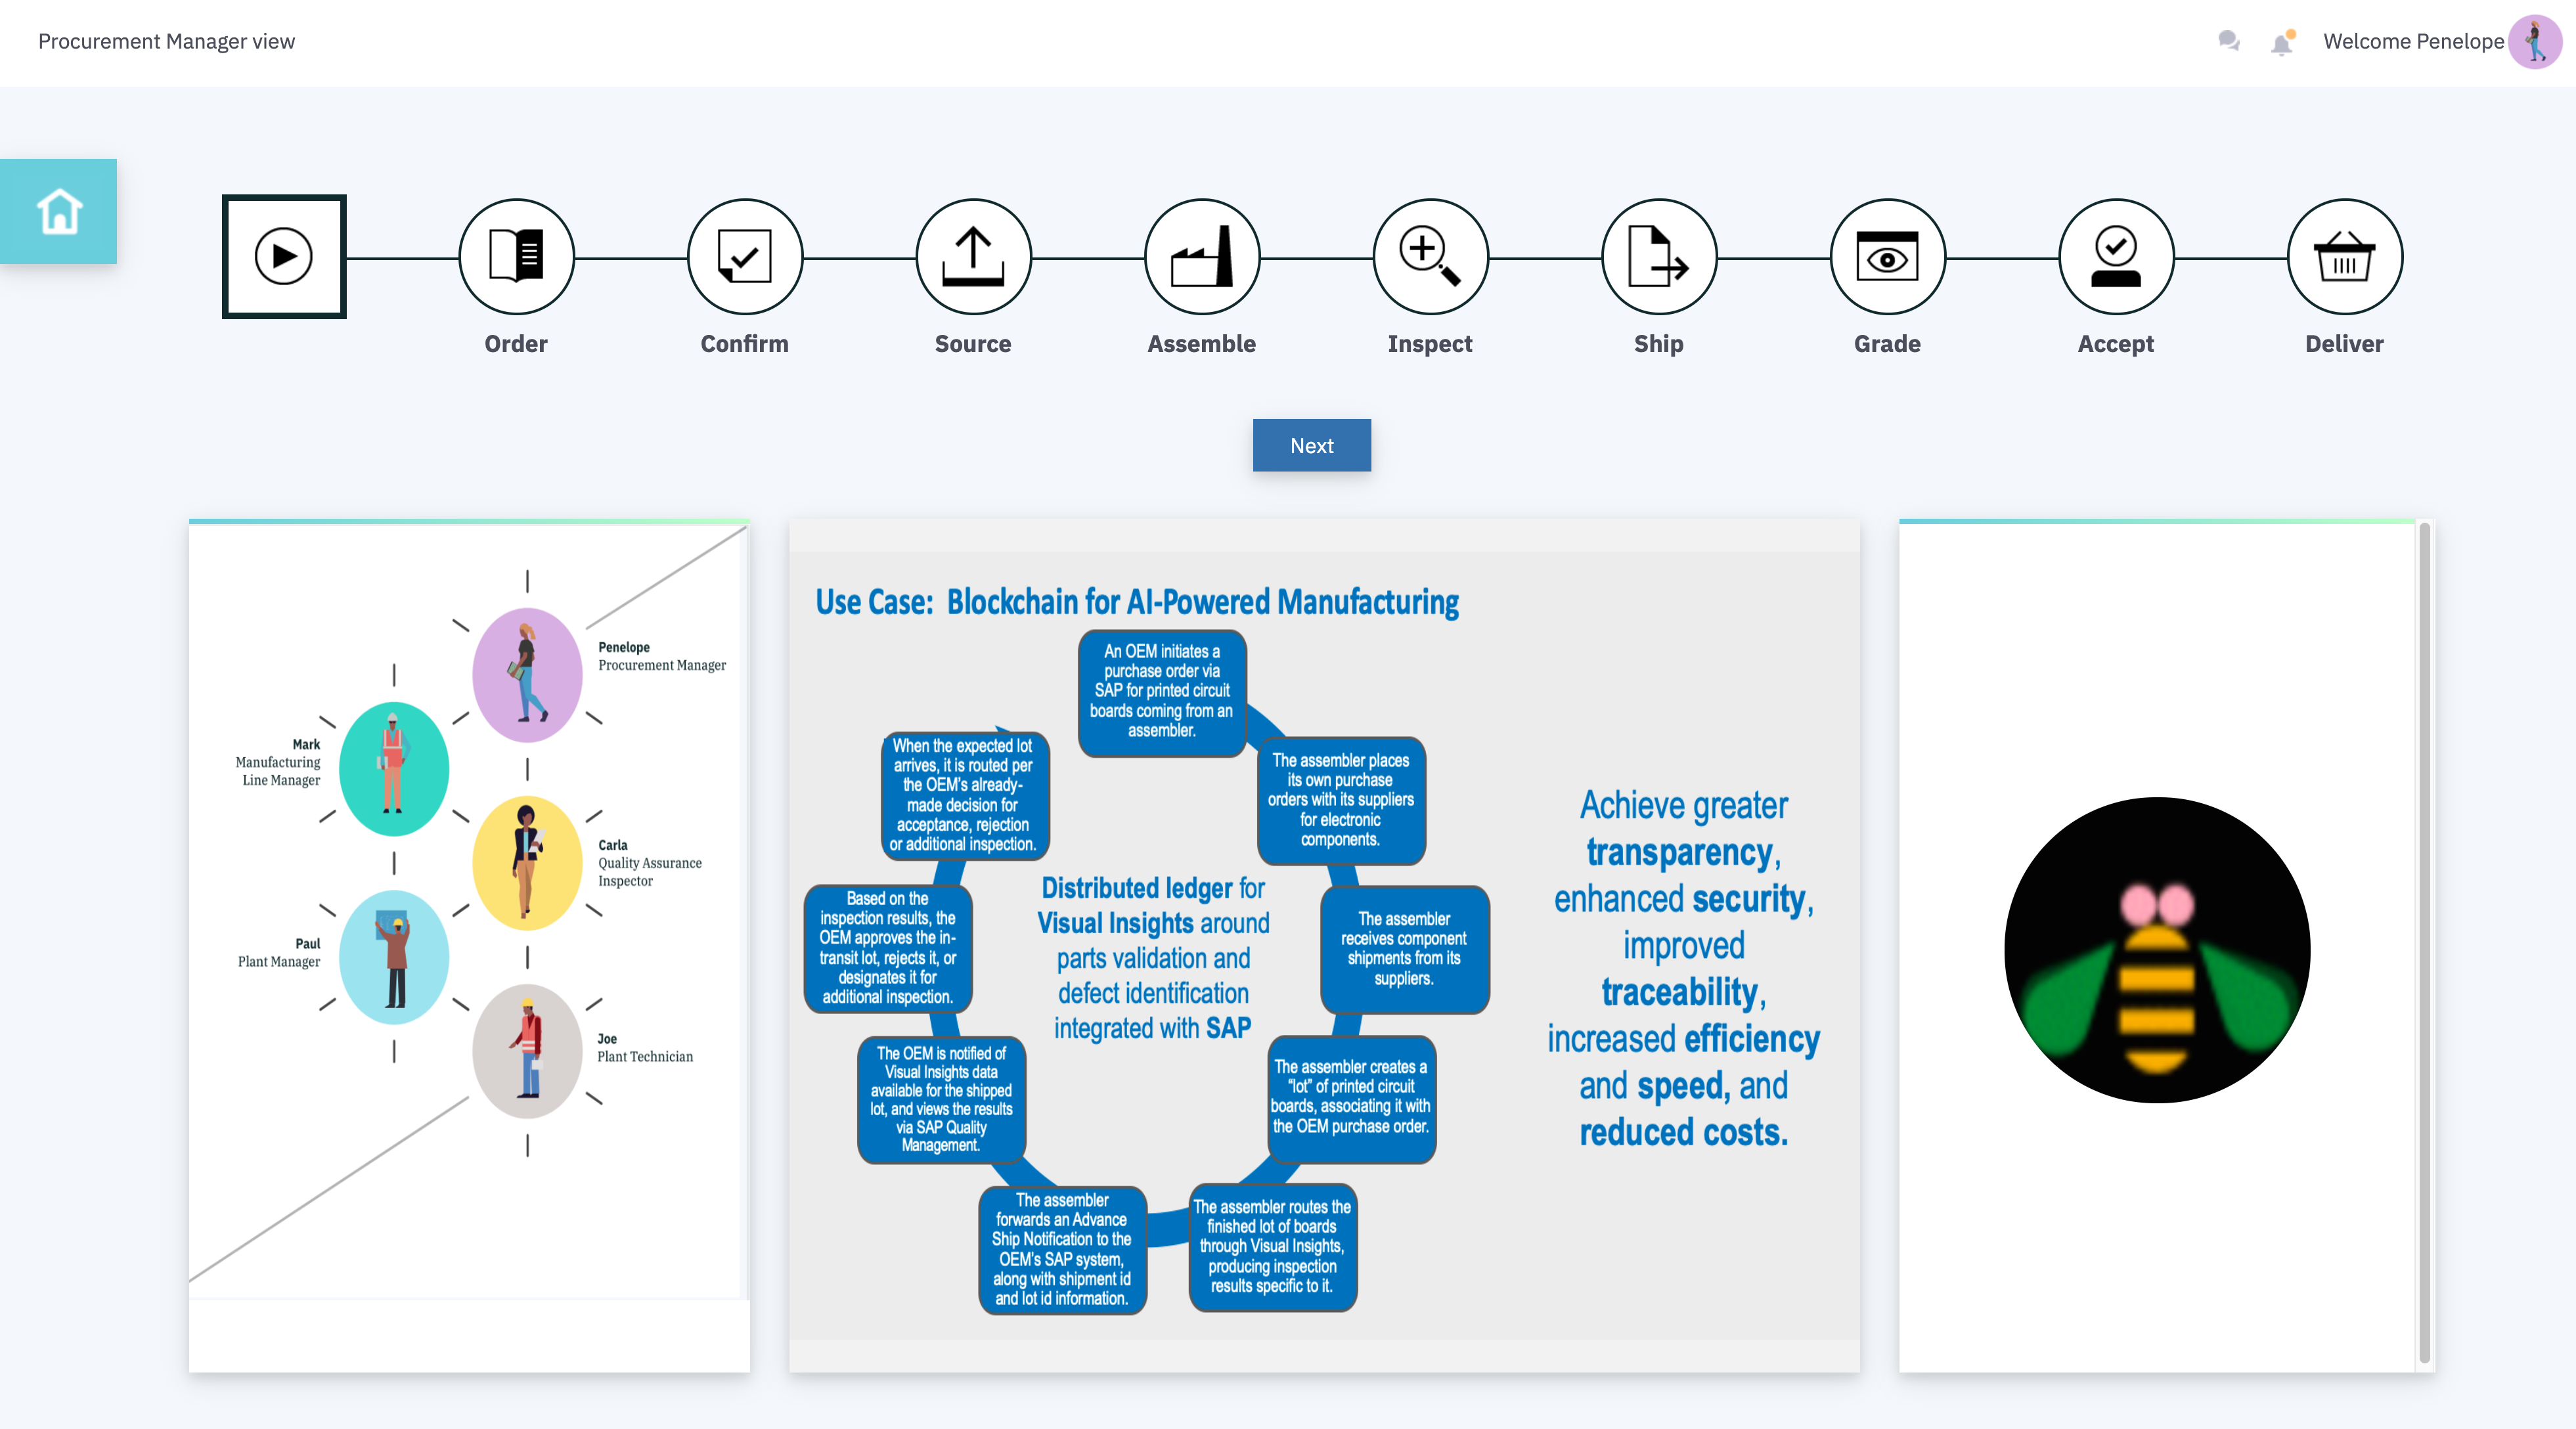 Procurement Manager view
Welcome Penelope
Order
Confirm
Source
Assemble
Inspect
Ship
Grade
Accept
Deliver
Next
Penelope
Procurement Manager
Mark
Manufacturing
Line Manager
Carla
Quality Assurance
Inspector
Paul
Plant Manager
Joe
Plant Technician
Use Case: Blockchain for AI-Powered Manufacturing
An OEM initiates a
purchase order via
SAP for printed circuit
boards coming from an
assembler.
The assembler places
its own purchase
orders with its suppliers
for electronic
components.
The assembler
receives component
shipments from its
suppliers.
The assembler creates a
“lot” of printed circuit
boards, associating it with
the OEM purchase order.
The assembler routes the
finished lot of boards
through Visual Insights,
producing inspection
results specific to it.
The assembler
forwards an Advance
Ship Notification to the
OEM’s SAP system,
along with shipment id
and lot id information.
The OEM is notified of
Visual Insights data
available for the shipped
lot, and views the results
via SAP Quality
Management.
Based on the
inspection results, the
OEM approves the in-
transit lot, rejects it, or
designates it for
additional inspection.
When the expected lot
arrives, it is routed per
the OEM’s already-
made decision for
acceptance, rejection
or additional inspection.
Distributed ledger for
Visual Insights around
parts validation and
defect identification
integrated with SAP
Achieve greater
transparency,
enhanced security,
improved
traceability,
increased efficiency
and speed, and
reduced costs.